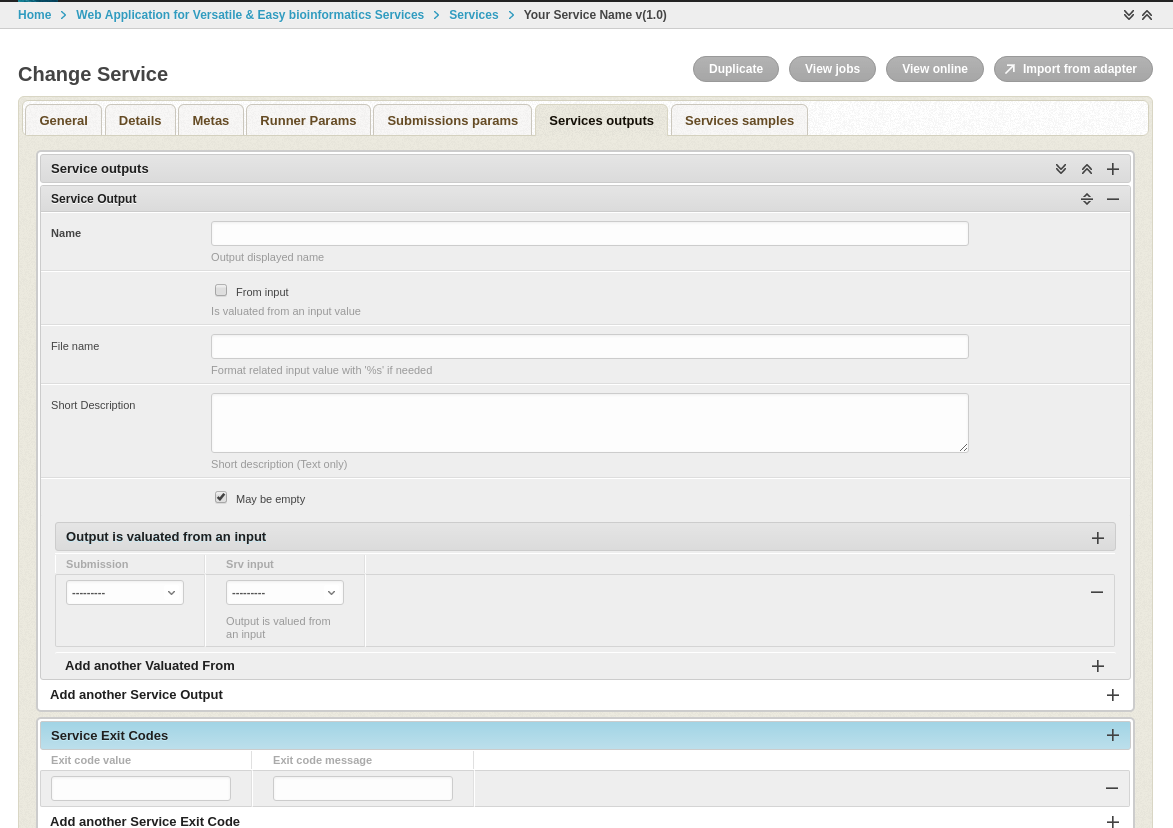 Home > Web Application for Versatile & Easy bioinformatics Services > Services > Your Service Name v(1.0)
Change Service
Duplicate View jobs View online Import from adapter
General Details Metas Runner Params Submissions params Services outputs Services samples
Service outputs
Service Output
Name
Output displayed name
From input
Is valuated from an input value
File name
Format related input value with '%s' if needed
Short Description
Short description (Text only)
May be empty
Output is valuated from an input
Submission Srv input
--------- ---------
Output is valued from
an input
Add another Valuated From
Add another Service Output
Service Exit Codes
Exit code value Exit code message
Add another Service Exit Code